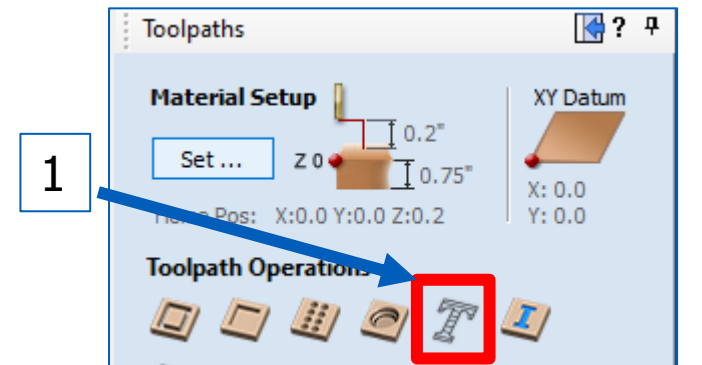 Toolpaths ?
Material Setup
XY Datum
0.2"
Set ...
Z 0
0.75"
1
X: 0.0
Pos: X:0.0 Y:0.0 Z:0.2
Y: 0.0
Toolpath Operations